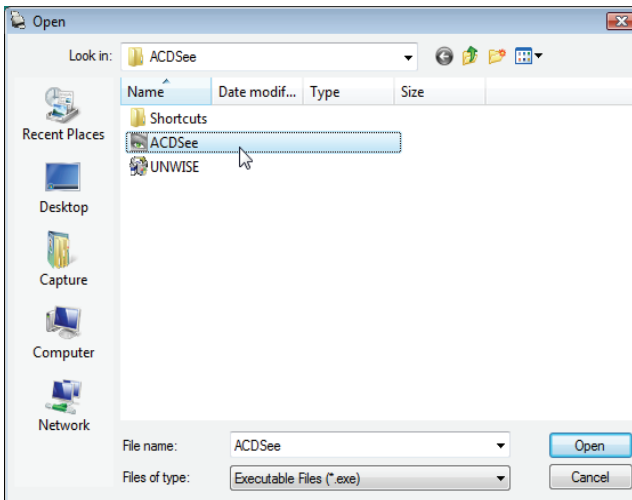 Open
Look in: ACDSee
Name Date modif... Type Size
Shortcuts
Recent Places
ACDSee
UNWISE
Desktop
Capture
Computer
Network
File name: ACDSee Open
Files of type: Executable Files (*.exe) Cancel